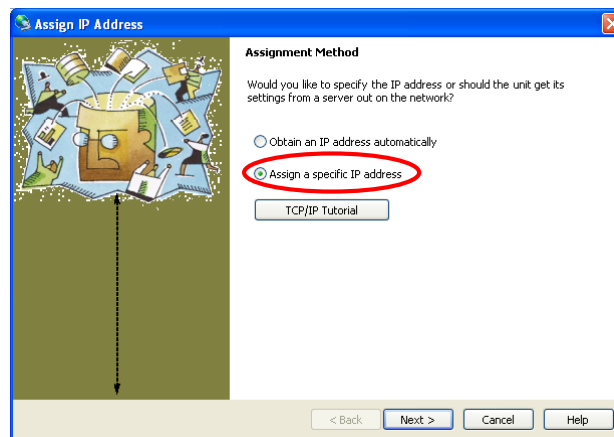 Assign IP Address
Assignment Method
Would you like to specify the IP address or should the unit get its
settings from a server out on the network?
Obtain an IP address automatically
Assign a specific IP address
TCP/IP Tutorial
< Back
Next >
Cancel
Help